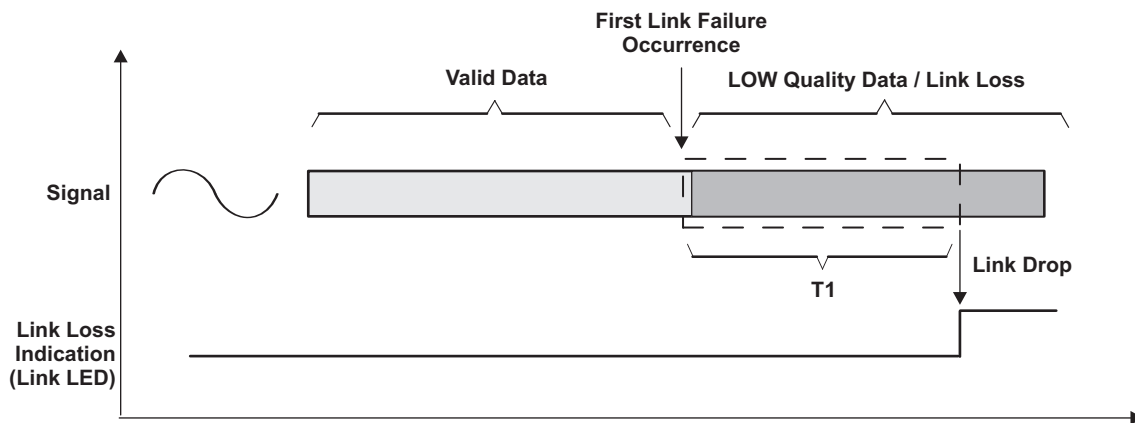 First Link Failure
Occurrence
Valid Data
LOW Quality Data / Link Loss
Signal
T1
Link Drop
Link Loss
Indication
(Link LED)